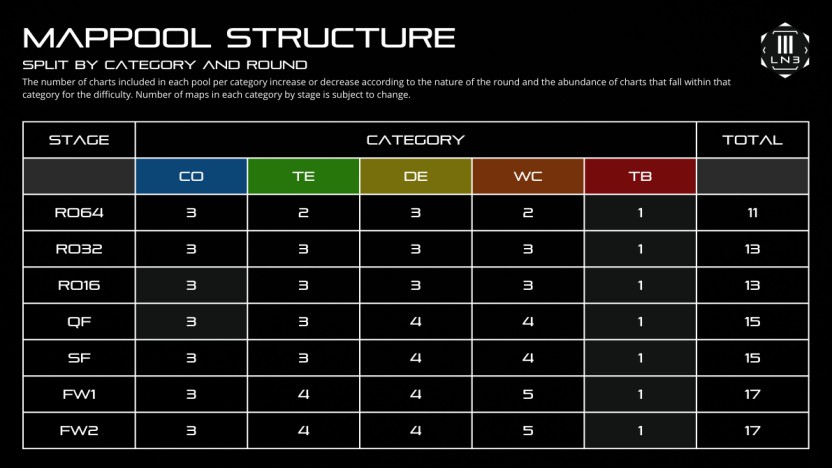 MAPPOOL STRUCTURE
SPLIT BY CATEGORY AND ROUND
The number of charts included in each pool per category increase or decrease according to the nature of the round and the abundance of charts that fall within that
category for the difficulty. Number of maps in each category by stage is subject to change.
III
LN3
STAGE CATEGORY TOTAL
CO TE DE WC TB
RO64 3 2 3 2 1 11
RO32 3 3 3 3 1 13
RO16 3 3 3 3 1 13
QF 3 3 4 4 1 15
SF 3 3 4 4 1 15
FW1 3 4 4 5 1 17
FW2 3 4 4 5 1 17